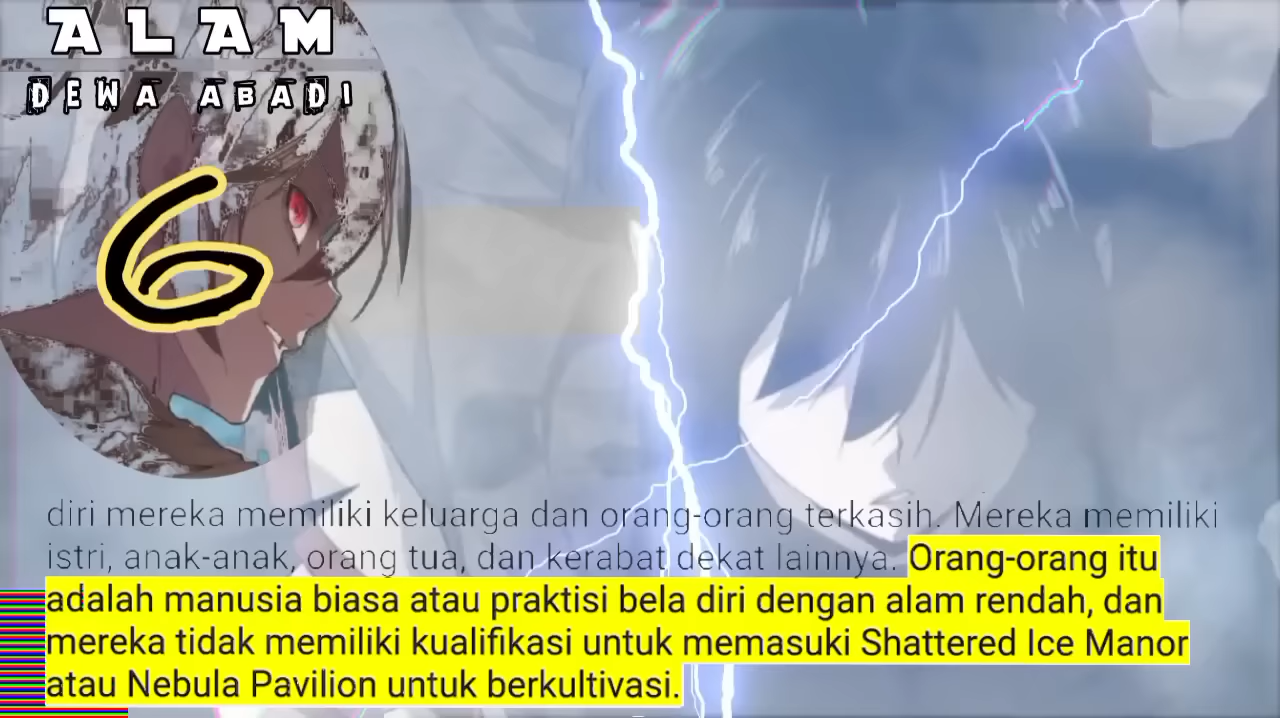 ALAM
DEWA ABADI
6
diri mereka memiliki keluarga dan orang-orang terkasih. Mereka memiliki
istri, anak-anak, orang tua, dan kerabat dekat lainnya. Orang-orang itu
adalah manusia biasa atau praktisi bela diri dengan alam rendah, dan
mereka tidak memiliki kualifikasi untuk memasuki Shattered Ice Manor
atau Nebula Pavilion untuk berkultivasi.